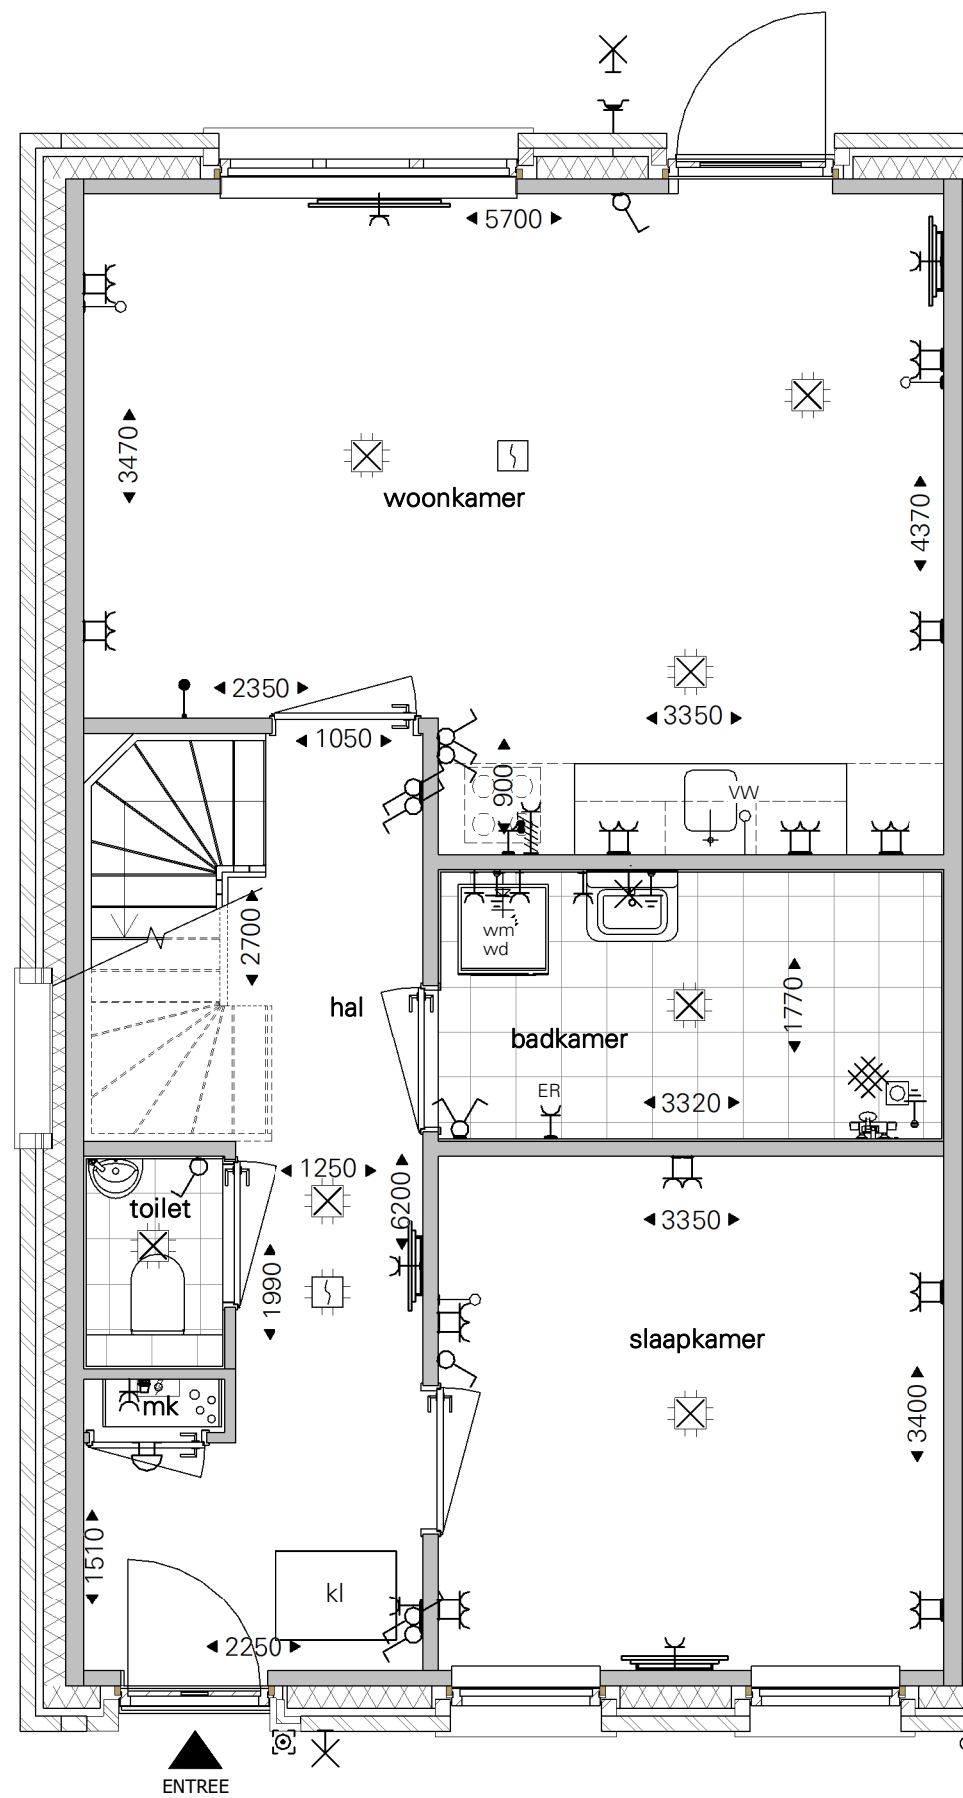 5700
3470
woonkamer
4370
2350
3350
1050
900
VW
2700
wm
wd
hal
badkamer
1770
ER
3320
1250
6200
toilet
3350
1990
slaapkamer
mk
3400
1510
kl
2250
ENTREE